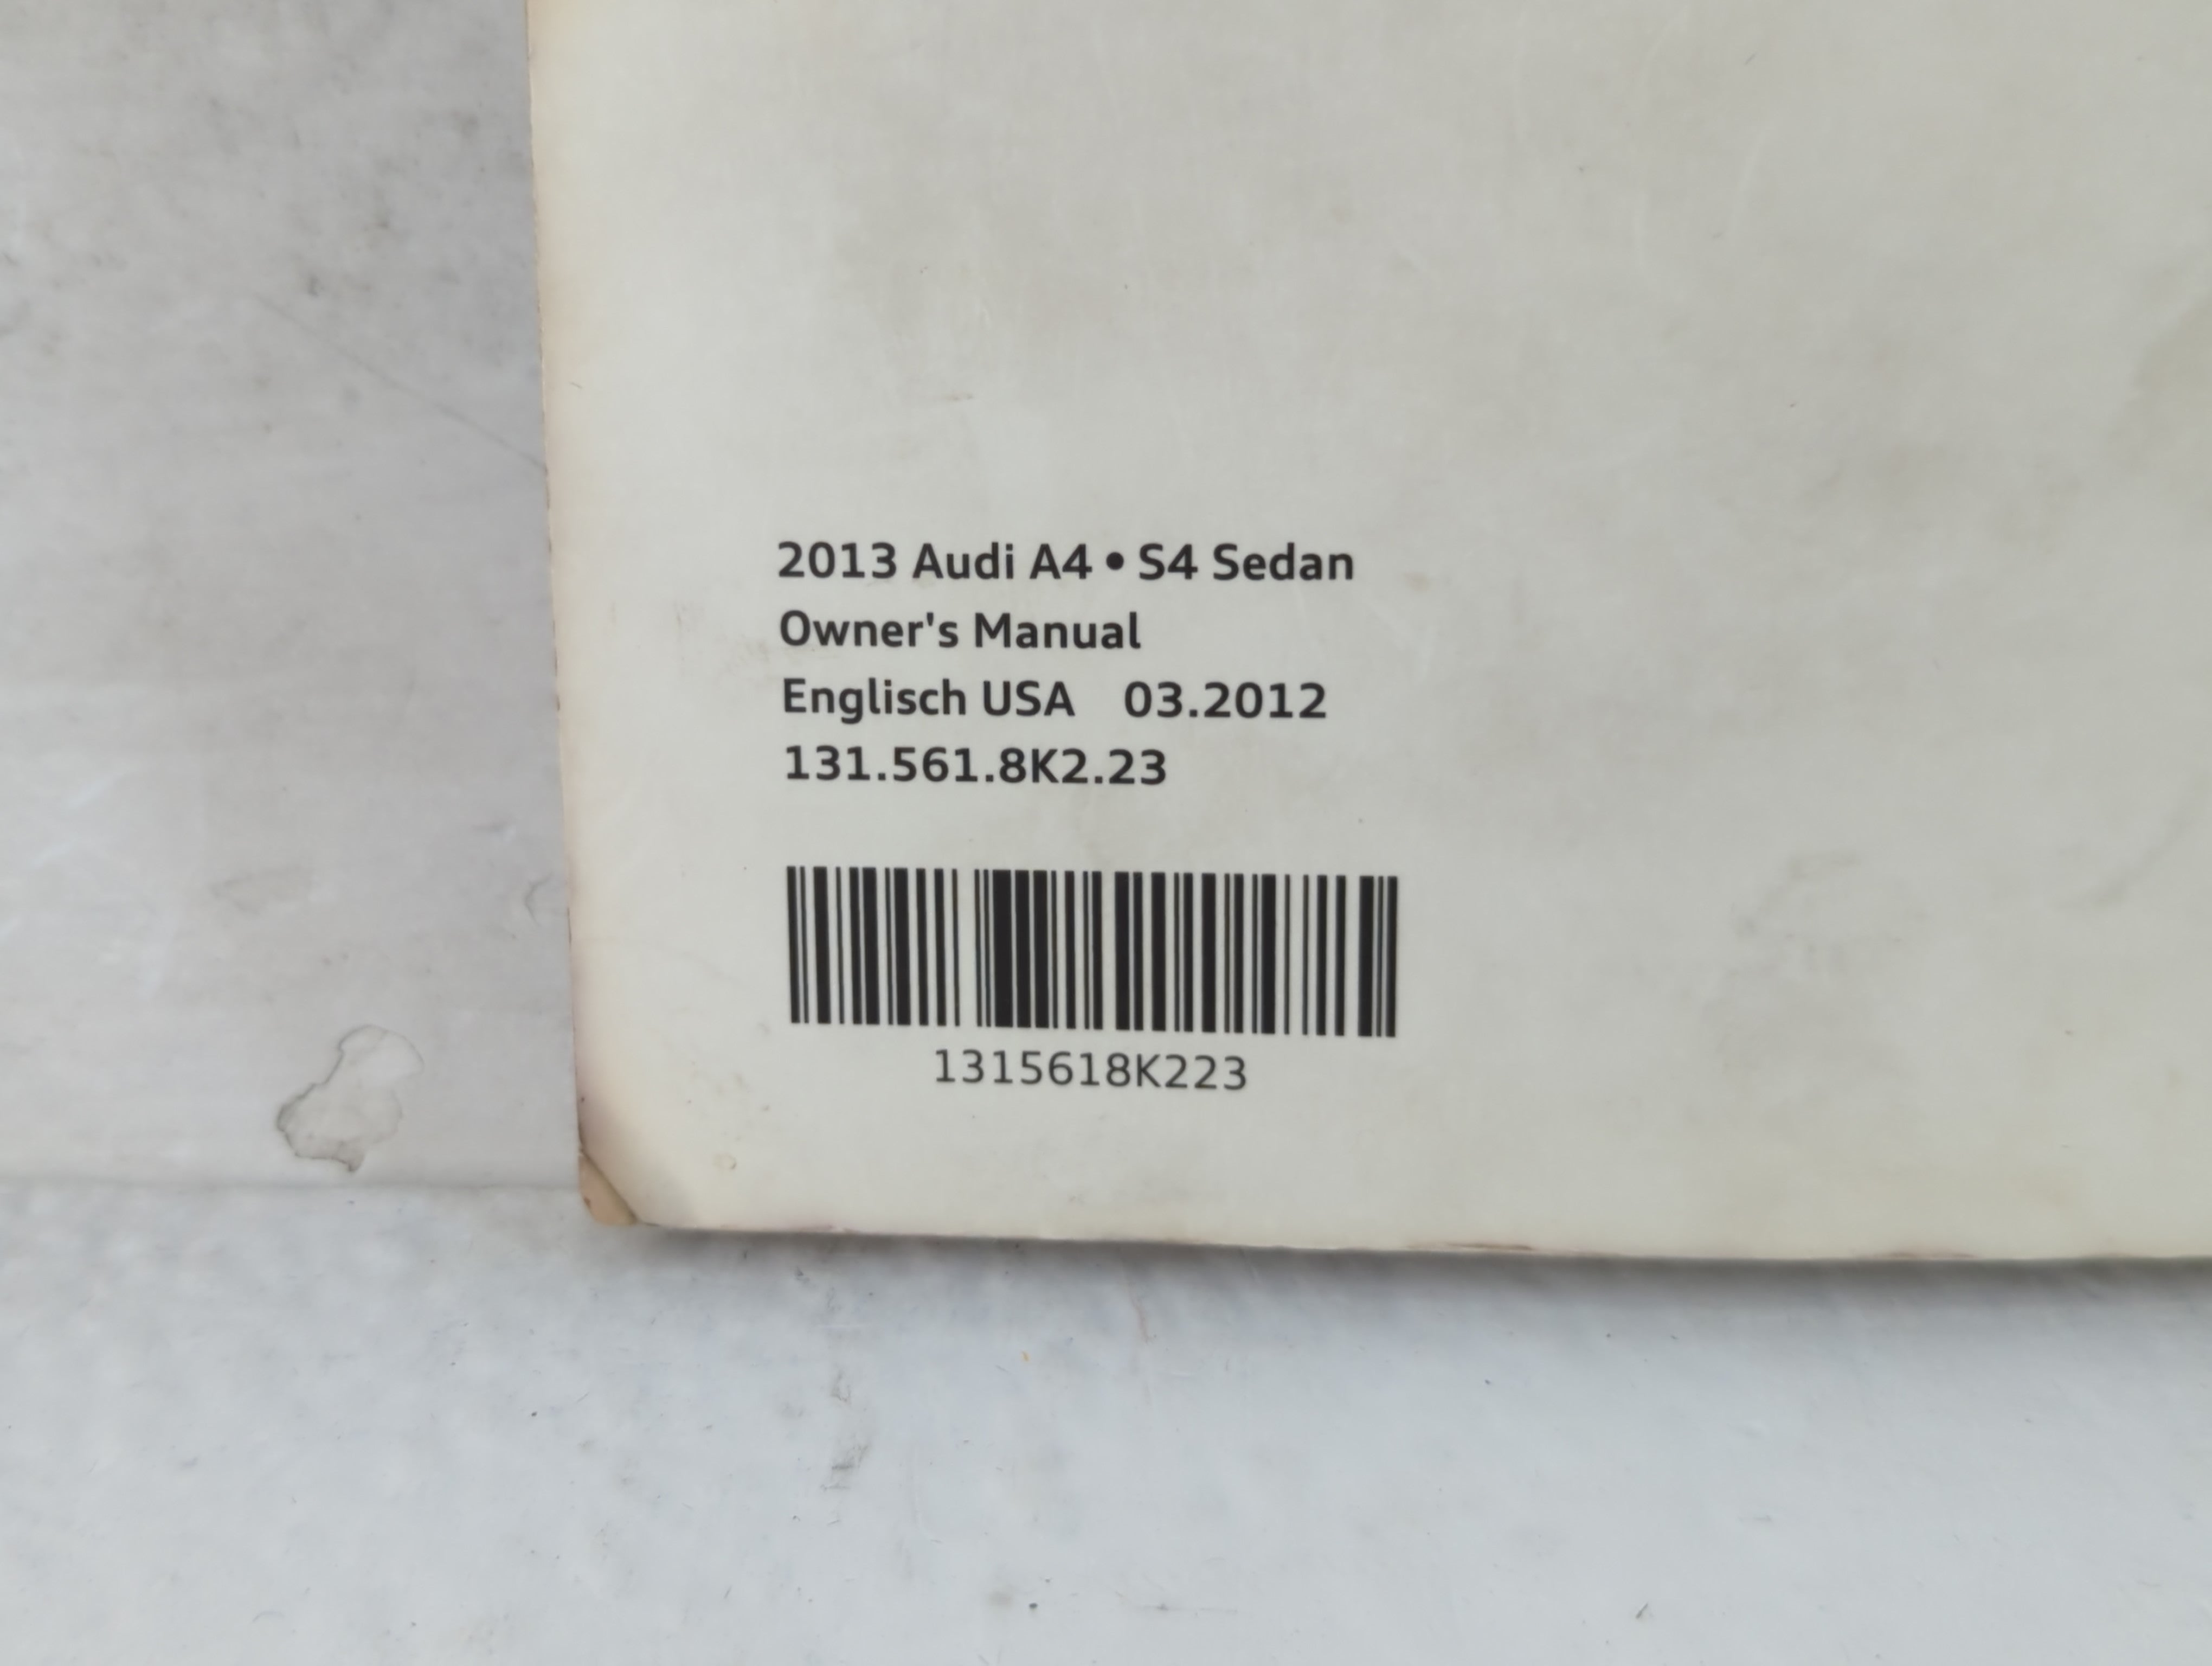 2013 Audi A4 • S4 Sedan
Owner's Manual
Englisch USA 03.2012
131.561.8K2.23
1315618K223